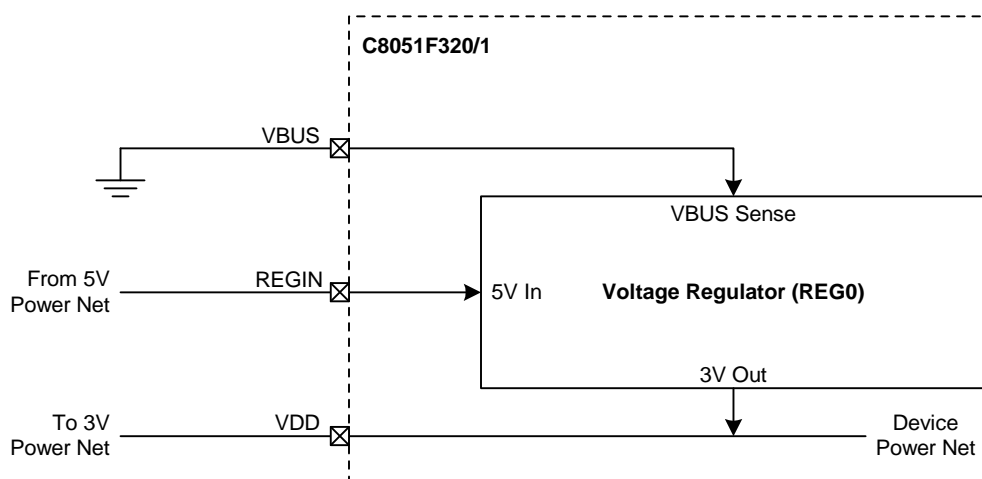 C8051F320/1
VBUS
VBUS Sense
From 5V
Power Net
REGIN
5V In
Voltage Regulator (REG0)
3V Out
To 3V
Power Net
VDD
Device
Power Net